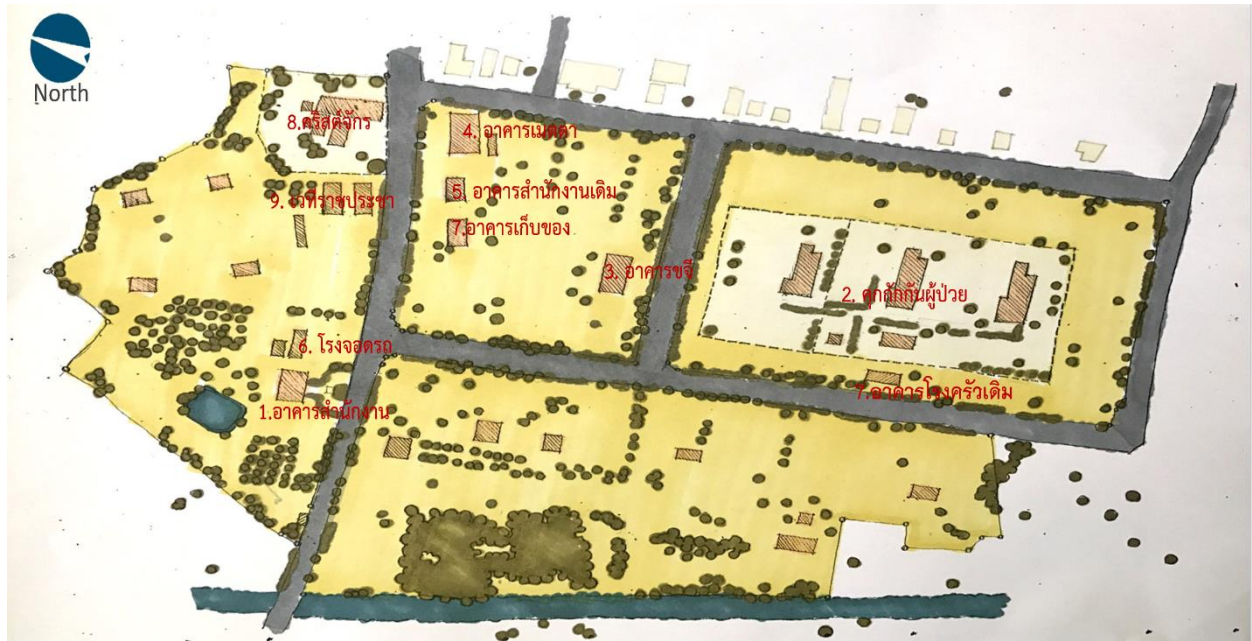 North
8.คริสต์จักร
4. อาคารเมตตา
9. เวทีราชประชา
5. อาคารสำนักงานเดิม
7.อาคารเก็บของ
3. อาคารขจี
2. คุกกักกันผู้ป่วย
6. โรงจอดรถ
1.อาคารสำนักงาน
7.อาคารโรงครัวเดิม